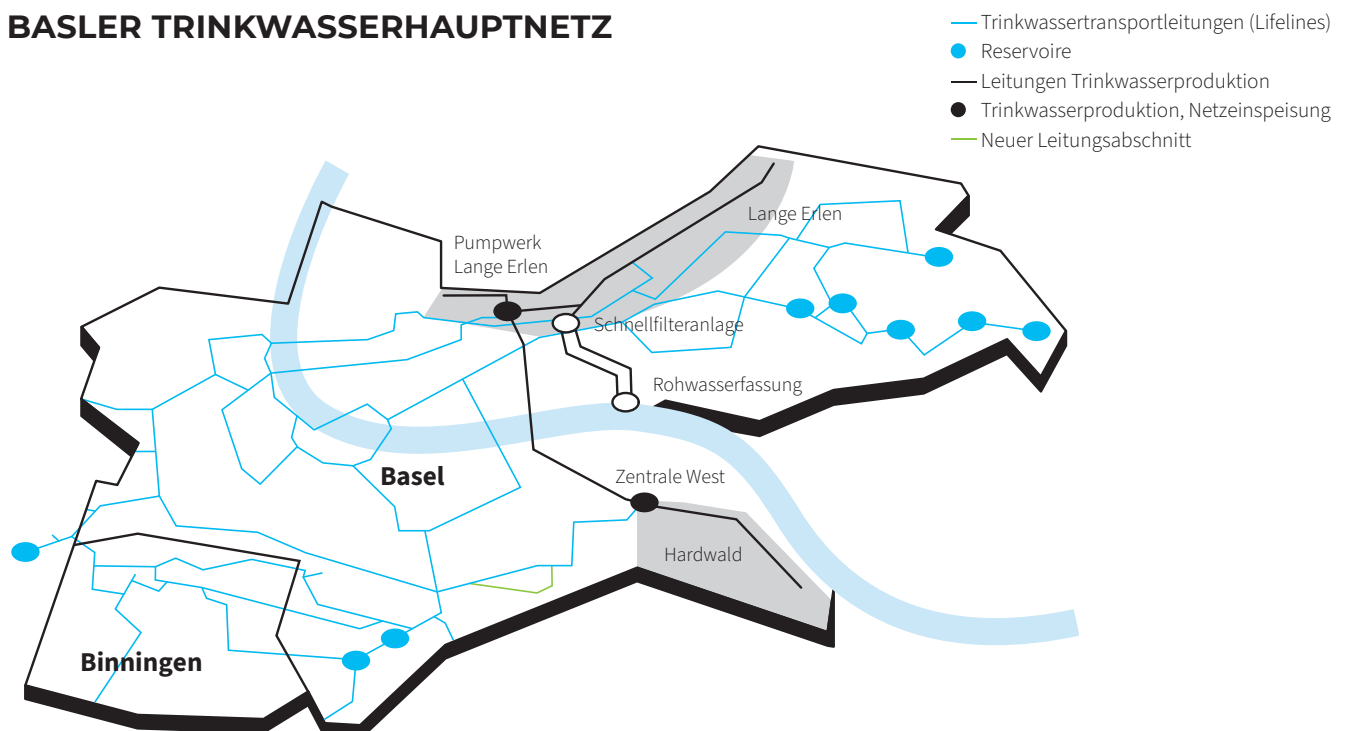 BASLER TRINKWASSERHAUPTNETZ
Trinkwassertransportleitungen (Lifelines)
Reservoire
Leitungen Trinkwasserproduktion
Trinkwasserproduktion, Netzeinspeisung
Neuer Leitungsabschnitt
Lange Erlen
Pumpwerk
Lange Erlen
Schnellfilteranlage
Rohwasserfassung
Basel
Zentrale West
Hardwald
Binningen